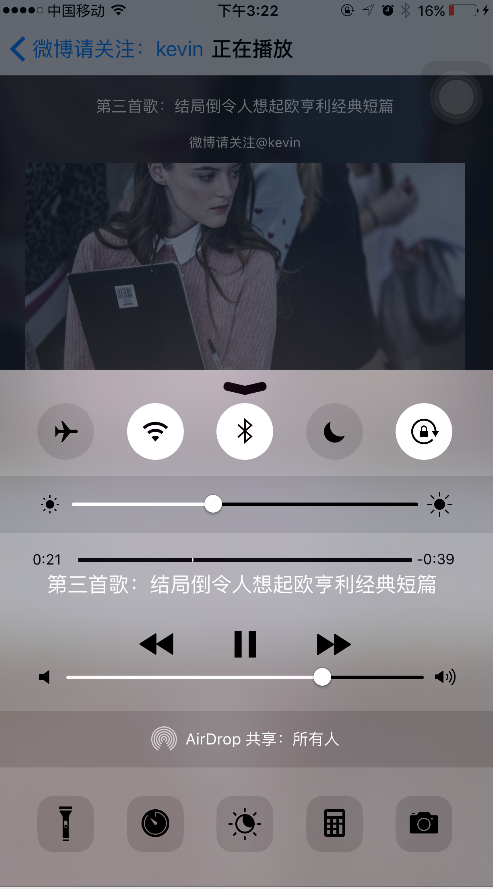 中国移动 下午3:22 16%
微博请关注：kevin 正在播放
第三首歌：结局倒令人想起欧亨利经典短篇
微博请关注@kevin
0:21 -0:39
第三首歌：结局倒令人想起欧亨利经典短篇
AirDrop 共享：所有人